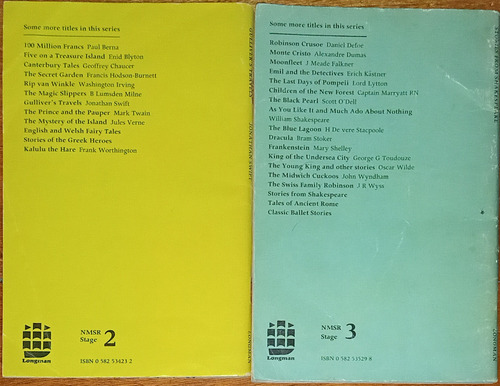 Some more titles in this series
100 Million Francs Paul Berna
Five on a Treasure Island Enid Blyton
Canterbury Tales Geoffrey Chaucer
The Secret Garden Francis Hodson-Burnett
Rip van Winkle Washington Irving
The Magic Slippers B Lumsden Milne
Gulliver's Travels Jonathan Swift
The Prince and the Pauper Mark Twain
The Mystery of the Island Jules Verne
English and Welsh Fairy Tales
Stories of the Greek Heroes
Kalulu the Hare Frank Worthington
Longman
NMSR
Stage 2
ISBN 0 582 53423 2
Some more titles in this series
Robinson Crusoe Daniel Defoe
Monte Cristo Alexandre Dumas
Moonfleet J Meade Falkner
Emil and the Detectives Erich Kästner
The Last Days of Pompeii Lord Lytton
Children of the New Forest Captain Marryatt RN
The Black Pearl Scott O'Dell
As You Like It and Much Ado About Nothing
William Shakespeare
The Blue Lagoon H De vere Stacpoole
Dracula Bram Stoker
Frankenstein Mary Shelley
King of the Undersea City George G Toudouze
The Young King and other stories Oscar Wilde
The Midwich Cuckoos John Wyndham
The Swiss Family Robinson J R Wyss
Stories from Shakespeare
Tales of Ancient Rome
Classic Ballet Stories
Longman
NMSR
Stage 3
ISBN 0 582 53529 8